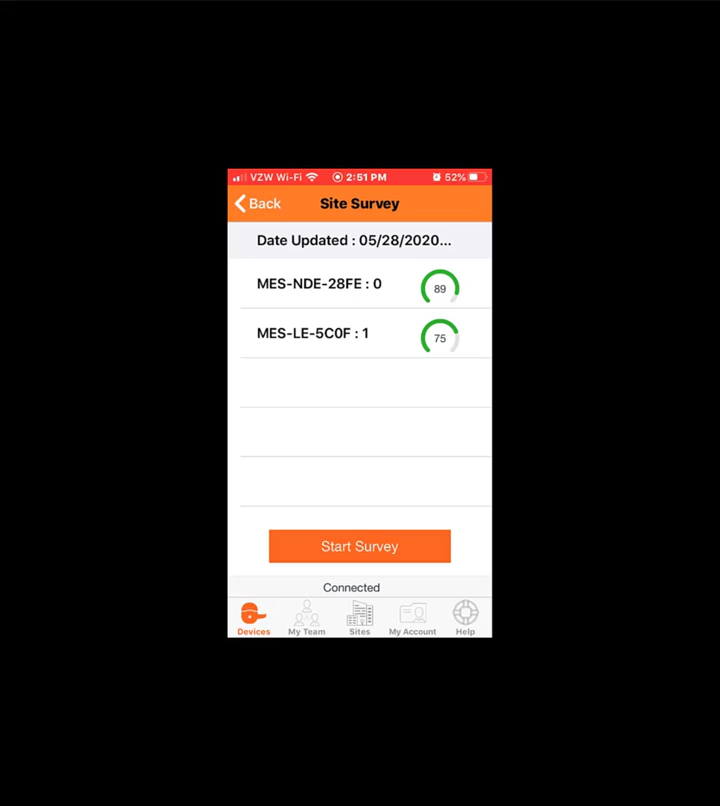 VZW Wi-Fi 2:51 PM 52%
Back Site Survey
Date Updated : 05/28/2020...
MES-NDE-28FE : 0 89
MES-LE-5C0F : 1 75
Start Survey
Connected
Devices My Team Sites My Account Help